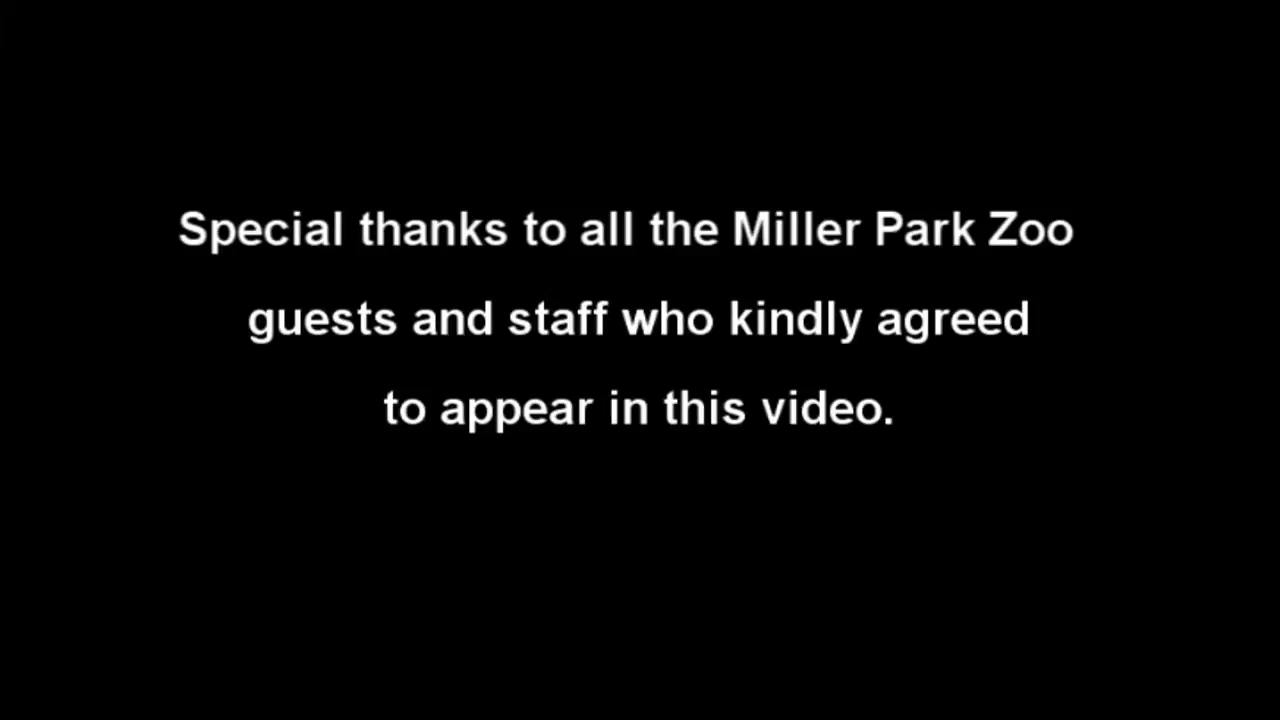 Special thanks to all the Miller Park Zoo
guests and staff who kindly agreed
to appear in this video.